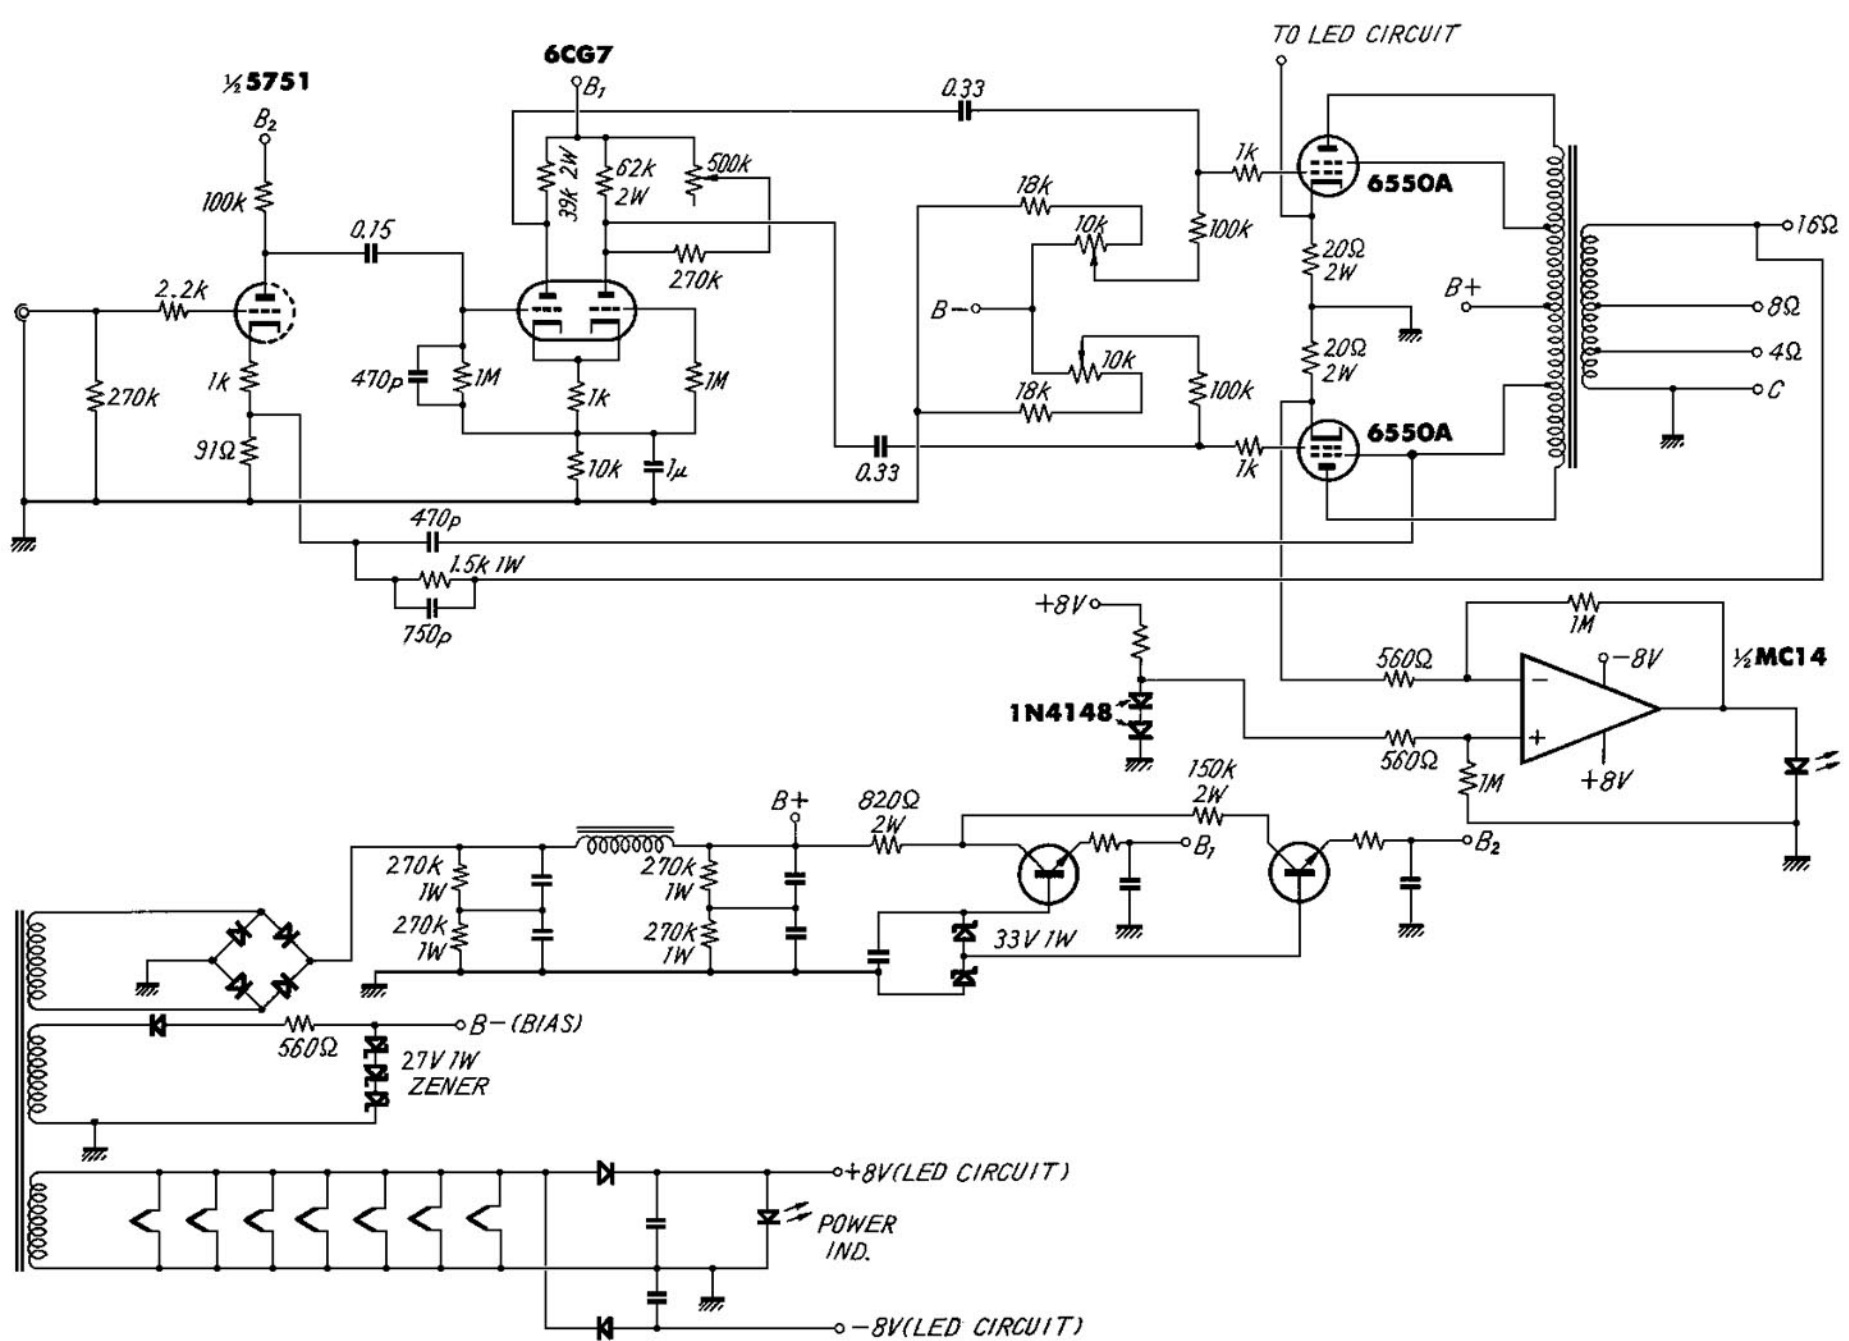 TO LED CIRCUIT
6CG7
½5751
B₁
B₂
0.33
39k 2W
62k
2W
500k
1k
6550A
100k
18k
10k
100k
0.15
270k
20Ω
2W
16Ω
2.2k
B+
B-
8Ω
20Ω
2W
4Ω
10k
1k
470p
1M
1k
1M
18k
100k
C
270k
91Ω
10k
1μ
0.33
1k
6550A
470p
1.5k 1W
750p
+8V
1M
560Ω
-8V
½MC14
1N4148
560Ω
+8V
1M
150k
2W
B+
820Ω
2W
B₁
B₂
270k
1W
270k
1W
270k
1W
270k
1W
33V 1W
B-(BIAS)
560Ω
27V 1W
ZENER
+8V(LED CIRCUIT)
POWER
IND.
-8V(LED CIRCUIT)